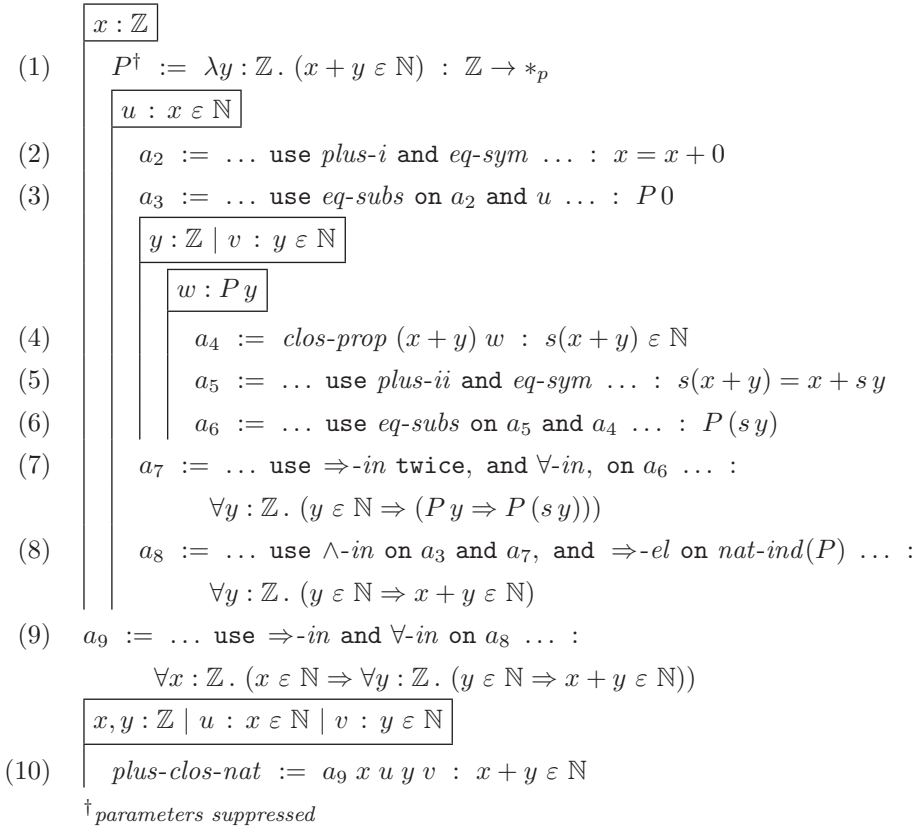 x : ℤ
(1) P† := λy : ℤ . (x + y ε ℕ) : ℤ → ∗ₚ
u : x ε ℕ
(2) a₂ := … use plus-i and eq-sym … : x = x + 0
(3) a₃ := … use eq-subs on a₂ and u … : P 0
y : ℤ | v : y ε ℕ
w : P y
(4) a₄ := clos-prop (x + y) w : s(x + y) ε ℕ
(5) a₅ := … use plus-ii and eq-sym … : s(x + y) = x + s y
(6) a₆ := … use eq-subs on a₅ and a₄ … : P (s y)
(7) a₇ := … use ⇒-in twice, and ∀-in, on a₆ … :
∀y : ℤ . (y ε ℕ ⇒ (P y ⇒ P (s y)))
(8) a₈ := … use ∧-in on a₃ and a₇, and ⇒-el on nat-ind(P) … :
∀y : ℤ . (y ε ℕ ⇒ x + y ε ℕ)
(9) a₉ := … use ⇒-in and ∀-in on a₈ … :
∀x : ℤ . (x ε ℕ ⇒ ∀y : ℤ . (y ε ℕ ⇒ x + y ε ℕ))
x, y : ℤ | u : x ε ℕ | v : y ε ℕ
(10) plus-clos-nat := a₉ x u y v : x + y ε ℕ
† parameters suppressed